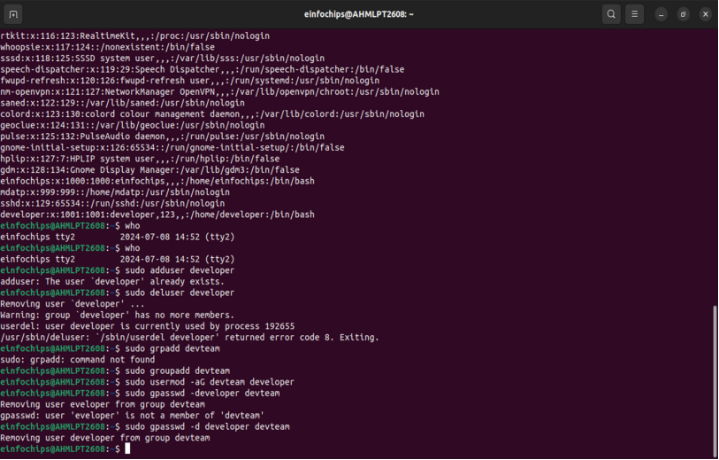 einfochips@AHMLPT2608: ~
rtkit:x:116:123:RealtimeKit,,,:/proc:/usr/sbin/nologin
whoopsie:x:117:124::/nonexistent:/bin/false
sssd:x:118:125:SSSD system user,,,:/var/lib/sss:/usr/sbin/nologin
speech-dispatcher:x:119:29:Speech Dispatcher,,,:/run/speech-dispatcher:/bin/false
fwupd-refresh:x:120:126:fwupd-refresh user,,,:/run/systemd:/usr/sbin/nologin
nm-openvpn:x:121:127:NetworkManager OpenVPN,,,:/var/lib/openvpn/chroot:/usr/sbin/nologin
saned:x:122:129::/var/lib/saned:/usr/sbin/nologin
colord:x:123:130:colord colour management daemon,,,:/var/lib/colord:/usr/sbin/nologin
geoclue:x:124:131::/var/lib/geoclue:/usr/sbin/nologin
pulse:x:125:132:PulseAudio daemon,,,:/run/pulse:/usr/sbin/nologin
gnome-initial-setup:x:126:65534::/run/gnome-initial-setup/:/bin/false
hplip:x:127:7:HPLIP system user,,,:/run/hplip:/bin/false
gdm:x:128:134:Gnome Display Manager:/var/lib/gdm3:/bin/false
einfochips:x:1000:1000:einfochips,,,:/home/einfochips:/bin/bash
mdatp:x:999:999::/home/mdatp:/usr/sbin/nologin
sshd:x:129:65534::/run/sshd:/usr/sbin/nologin
developer:x:1001:1001:developer,123,,:/home/developer:/bin/bash
einfochips@AHMLPT2608:~$ who
einfochips tty2         2024-07-08 14:52 (tty2)
einfochips@AHMLPT2608:~$ who
einfochips tty2         2024-07-08 14:52 (tty2)
einfochips@AHMLPT2608:~$ sudo adduser developer
adduser: The user `developer' already exists.
einfochips@AHMLPT2608:~$ sudo deluser developer
Removing user `developer' ...
Warning: group `developer' has no more members.
userdel: user developer is currently used by process 192655
/usr/sbin/deluser: `/sbin/userdel developer' returned error code 8. Exiting.
einfochips@AHMLPT2608:~$ sudo grpadd devteam
sudo: grpadd: command not found
einfochips@AHMLPT2608:~$ sudo groupadd devteam
einfochips@AHMLPT2608:~$ sudo usermod -aG devteam developer
einfochips@AHMLPT2608:~$ sudo gpasswd -developer devteam
Removing user eveloper from group devteam
gpasswd: user 'eveloper' is not a member of 'devteam'
einfochips@AHMLPT2608:~$ sudo gpasswd -d developer devteam
Removing user developer from group devteam
einfochips@AHMLPT2608:~$